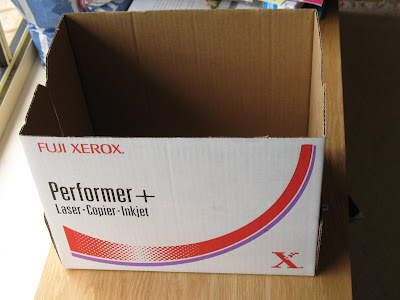 FUJI XEROX
Performer+
Laser·Copier·Inkjet
X